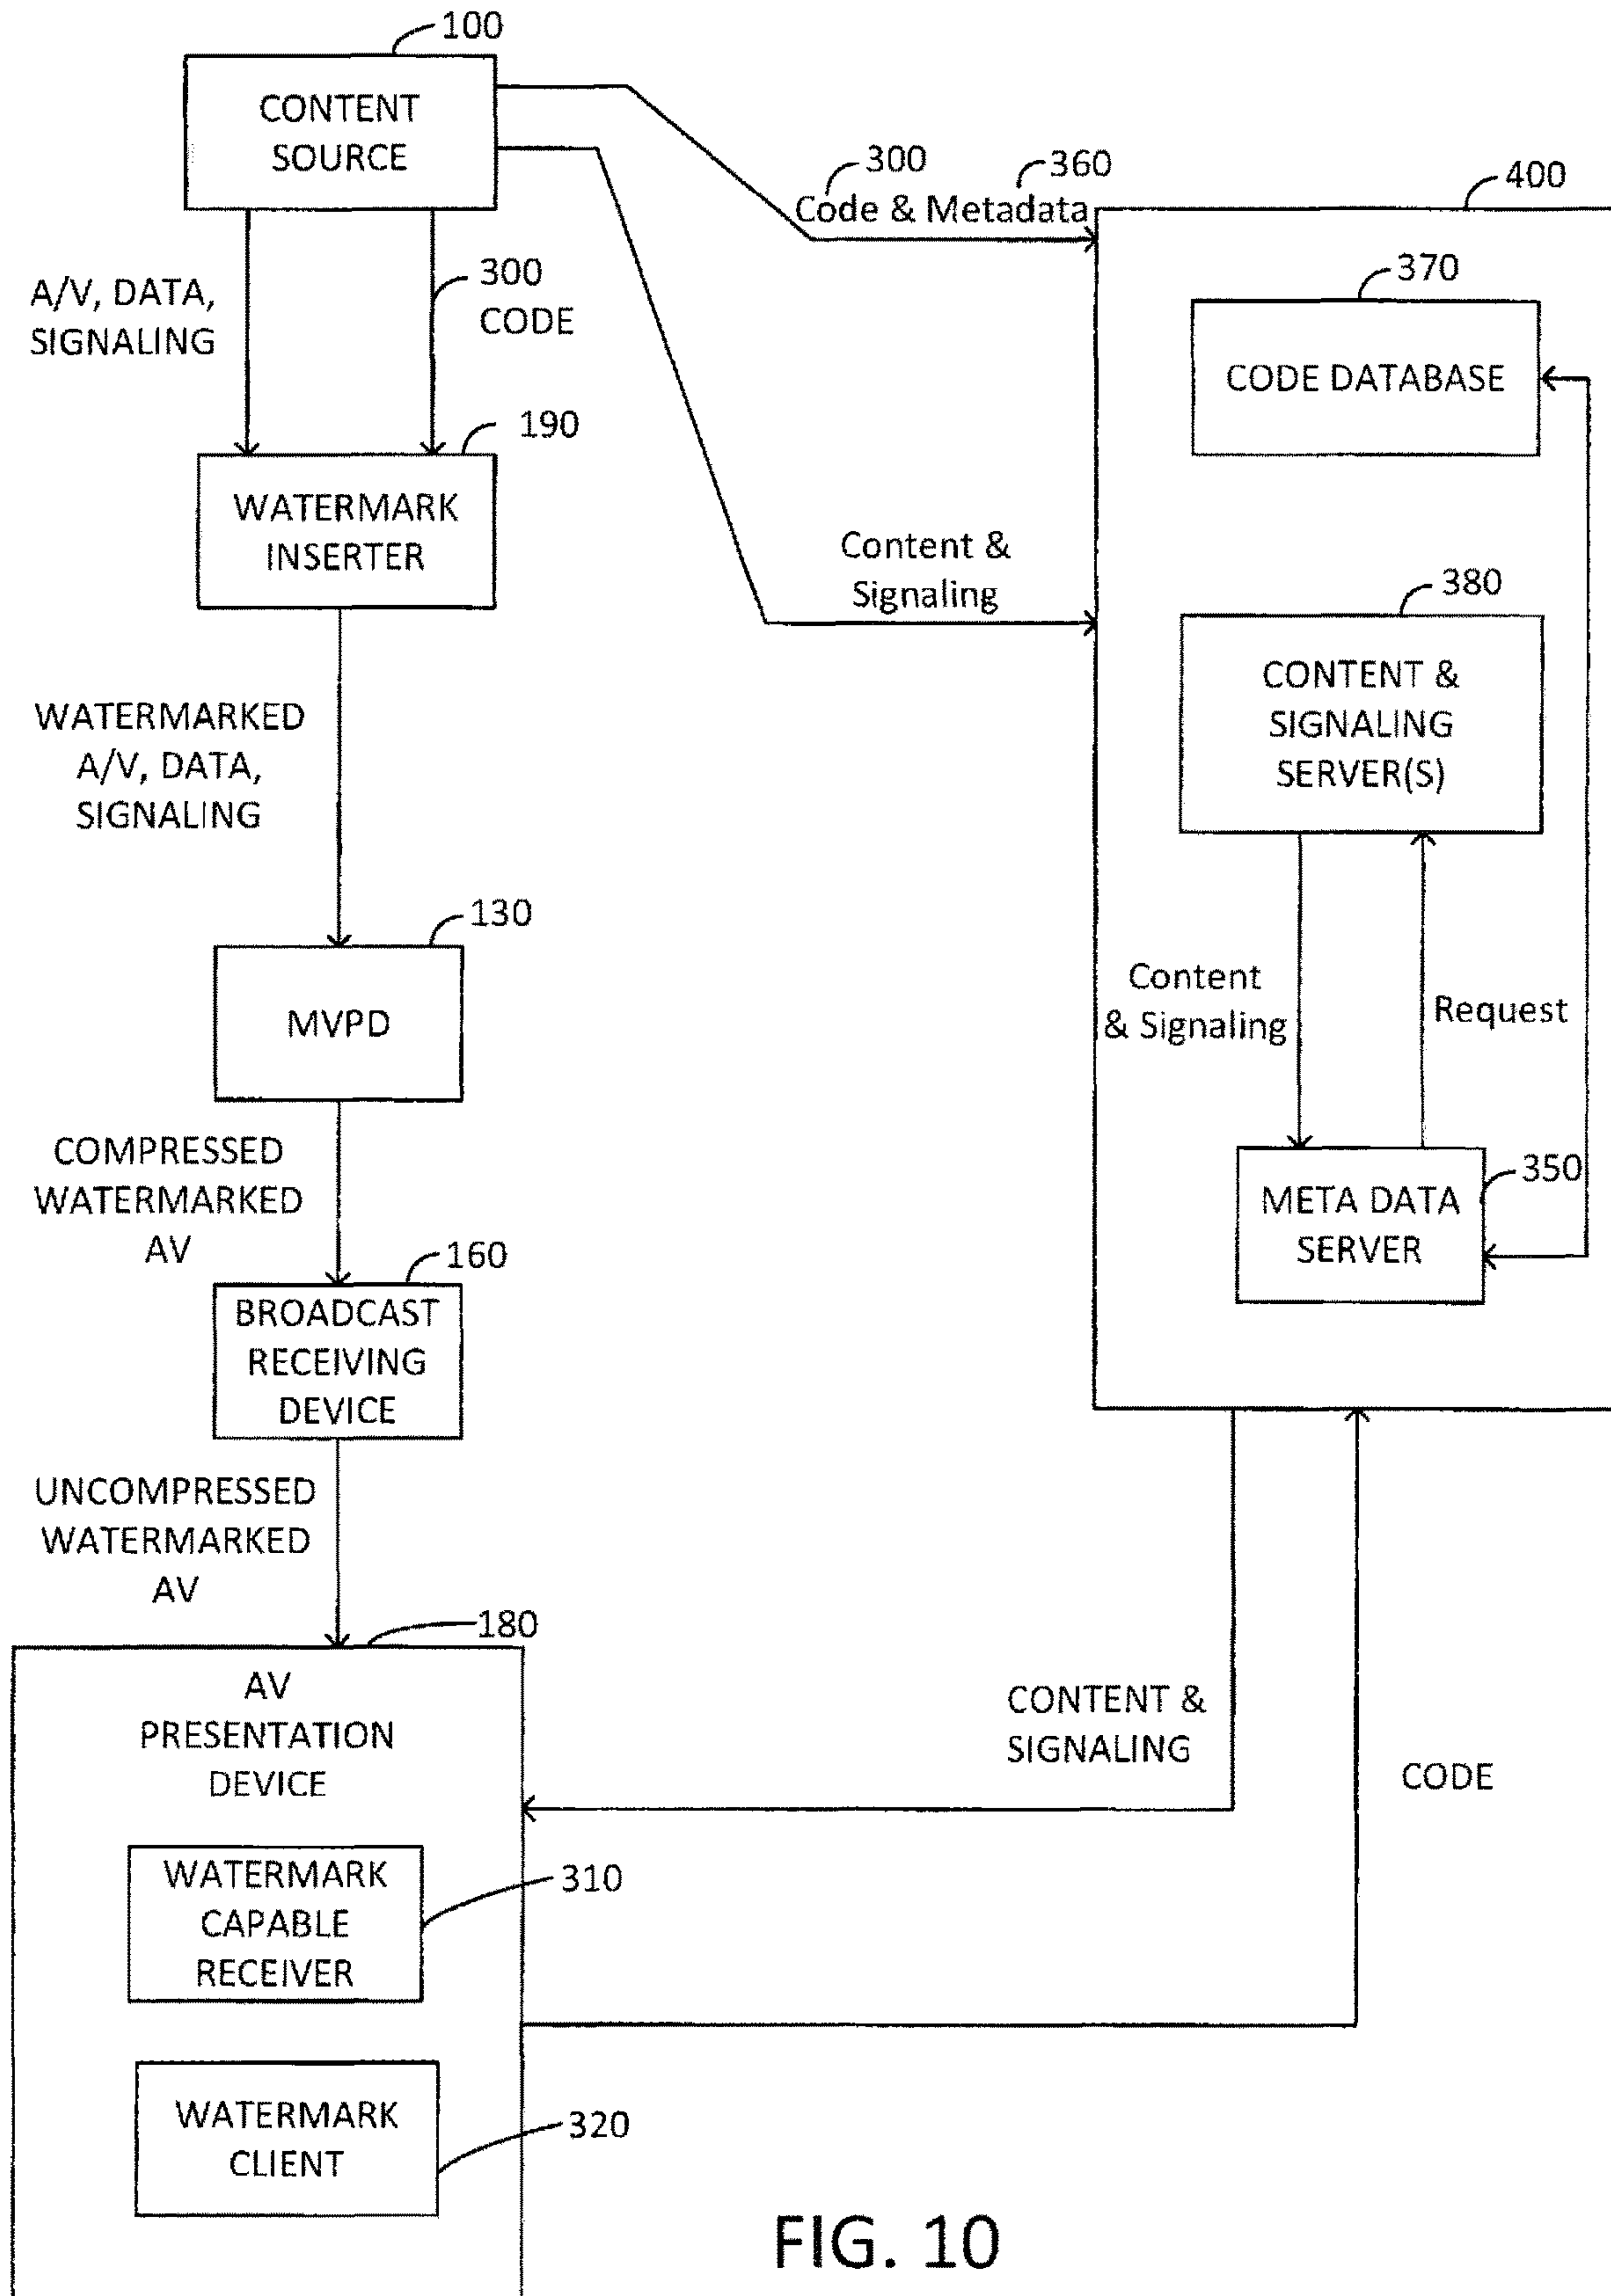 100
CONTENT
SOURCE
300
360
Code & Metadata
400
A/V, DATA,
SIGNALING
300
CODE
370
CODE DATABASE
190
WATERMARK
INSERTER
Content &
Signaling
380
CONTENT &
SIGNALING
SERVER(S)
WATERMARKED
A/V, DATA,
SIGNALING
130
MVPD
Content
& Signaling
Request
COMPRESSED
WATERMARKED
AV
350
META DATA
SERVER
160
BROADCAST
RECEIVING
DEVICE
UNCOMPRESSED
WATERMARKED
AV
180
AV
PRESENTATION
DEVICE
CONTENT &
SIGNALING
CODE
WATERMARK
CAPABLE
RECEIVER
310
WATERMARK
CLIENT
320
FIG. 10